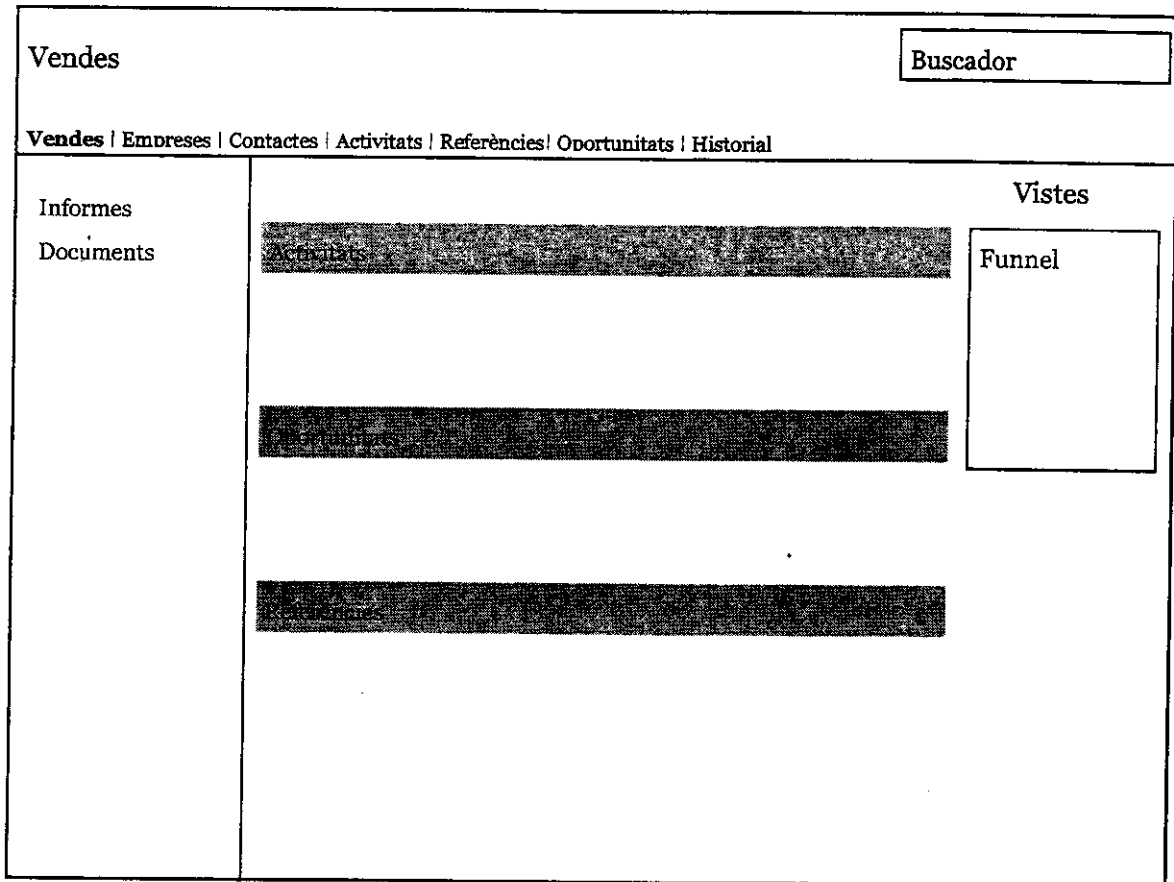 Vendes
Buscador
Vendes | Empreses | Contactes | Activitats | Referències | Oportunitats | Historial
Informes
Documents
Vistes
Activitats
Funnel
Oportunitats
Referències